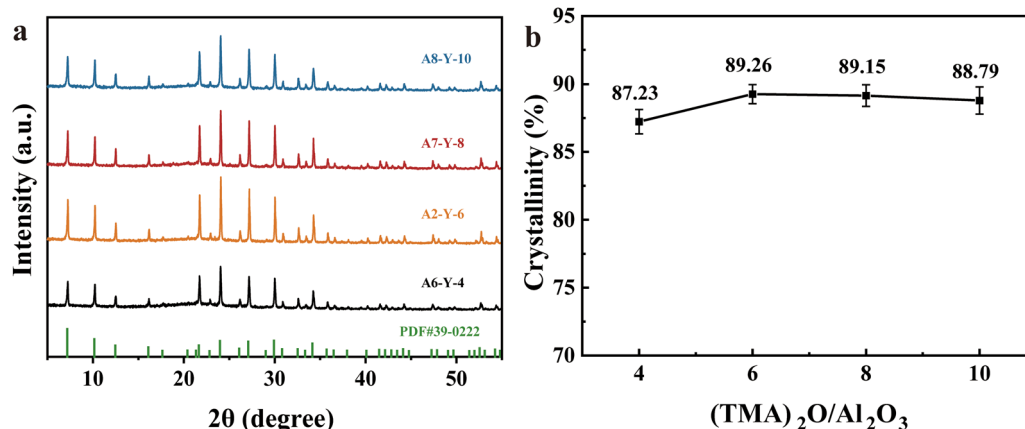 a
A8-Y-10
A7-Y-8
A2-Y-6
A6-Y-4
PDF#39-0222
Intensity (a.u.)
10 20 30 40 50
2θ (degree)
b
87.23 89.26 89.15 88.79
Crystallinity (%)
95
90
85
80
75
70
4 6 8 10
(TMA) ₂O/Al₂O₃